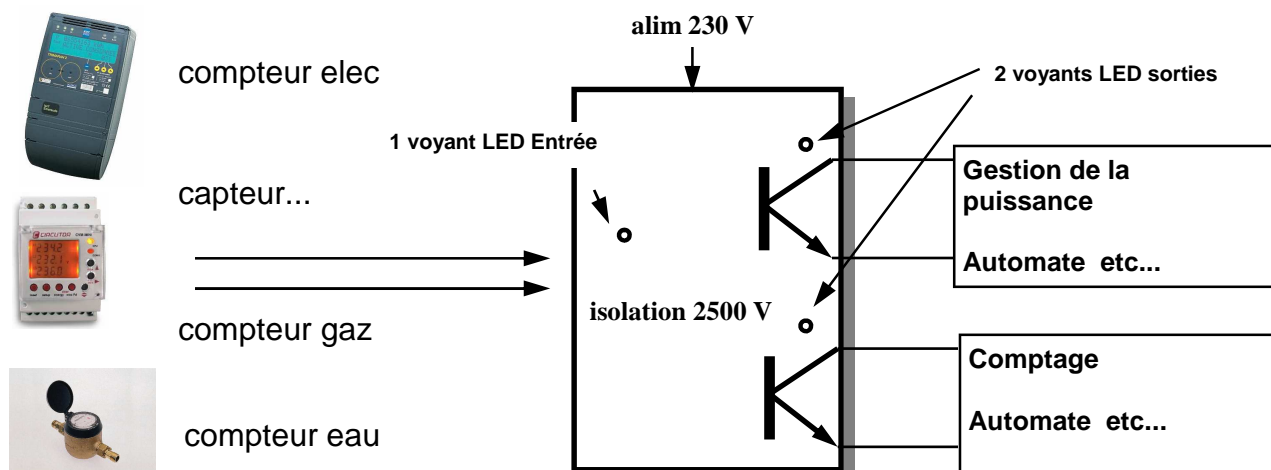 alim 230 V
compteur elec
2 voyants LED sorties
1 voyant LED Entrée
capteur...
Gestion de la
puissance
Automate  etc...
CIRCUTOR
isolation 2500 V
compteur gaz
Comptage
Automate  etc...
compteur eau